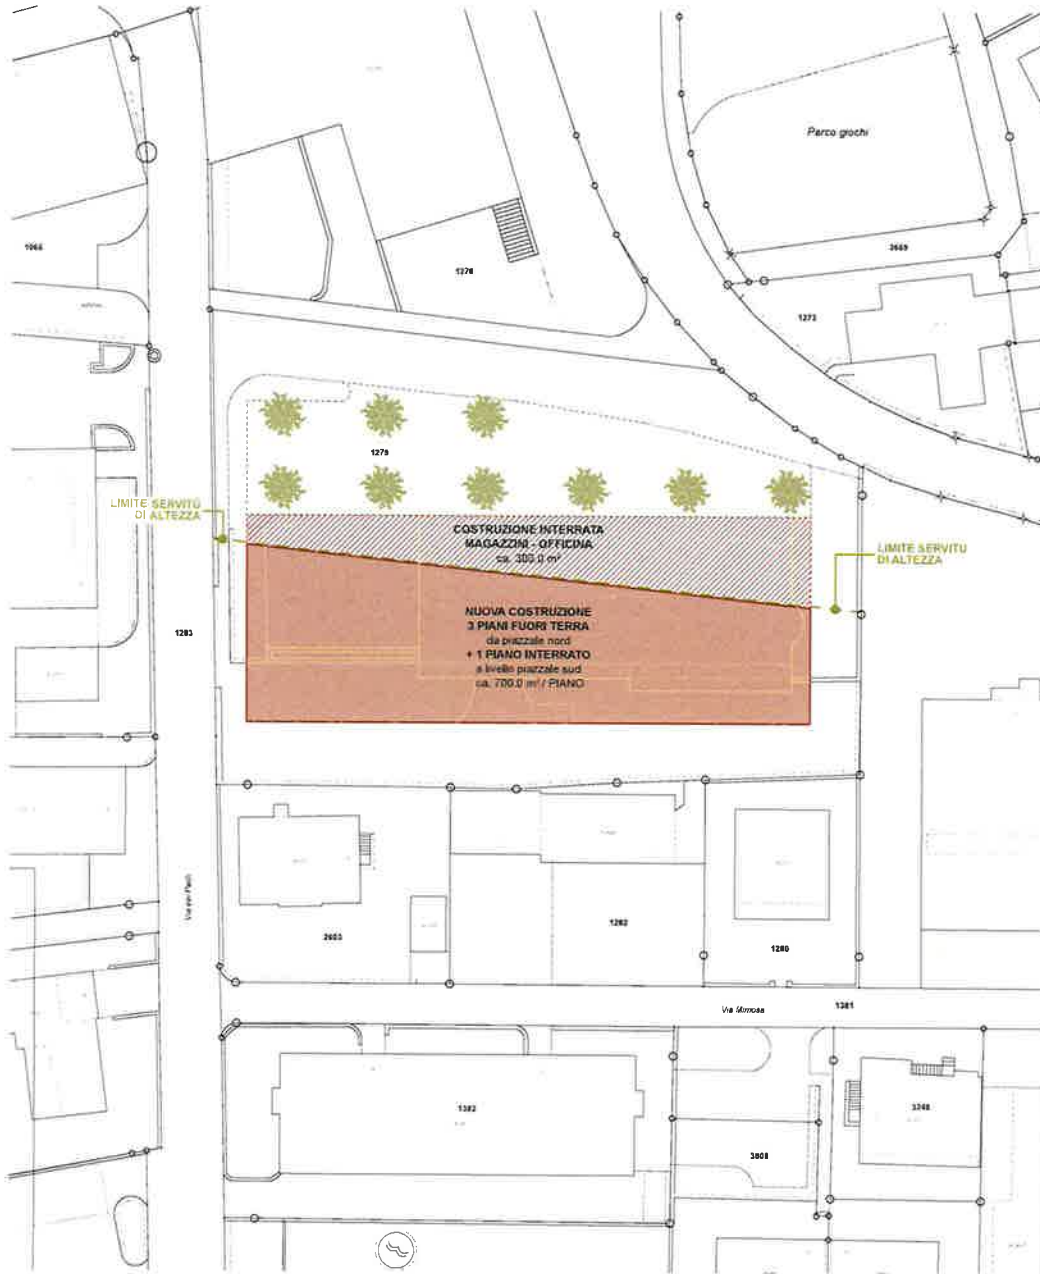 Parco giochi
1066
1278
3669
1273
1279
LIMITE SERVITÙ
DI ALTEZZA
COSTRUZIONE INTERRATA
MAGAZZINI - OFFICINA
ca. 300.0 m²
LIMITE SERVITÙ
DI ALTEZZA
NUOVA COSTRUZIONE
3 PIANI FUORI TERRA
da piazzale nord
+ 1 PIANO INTERRATO
a livello piazzale sud
ca. 700.0 m² / PIANO
1283
2603
1282
1280
Via Mimosa
1381
1382
3808